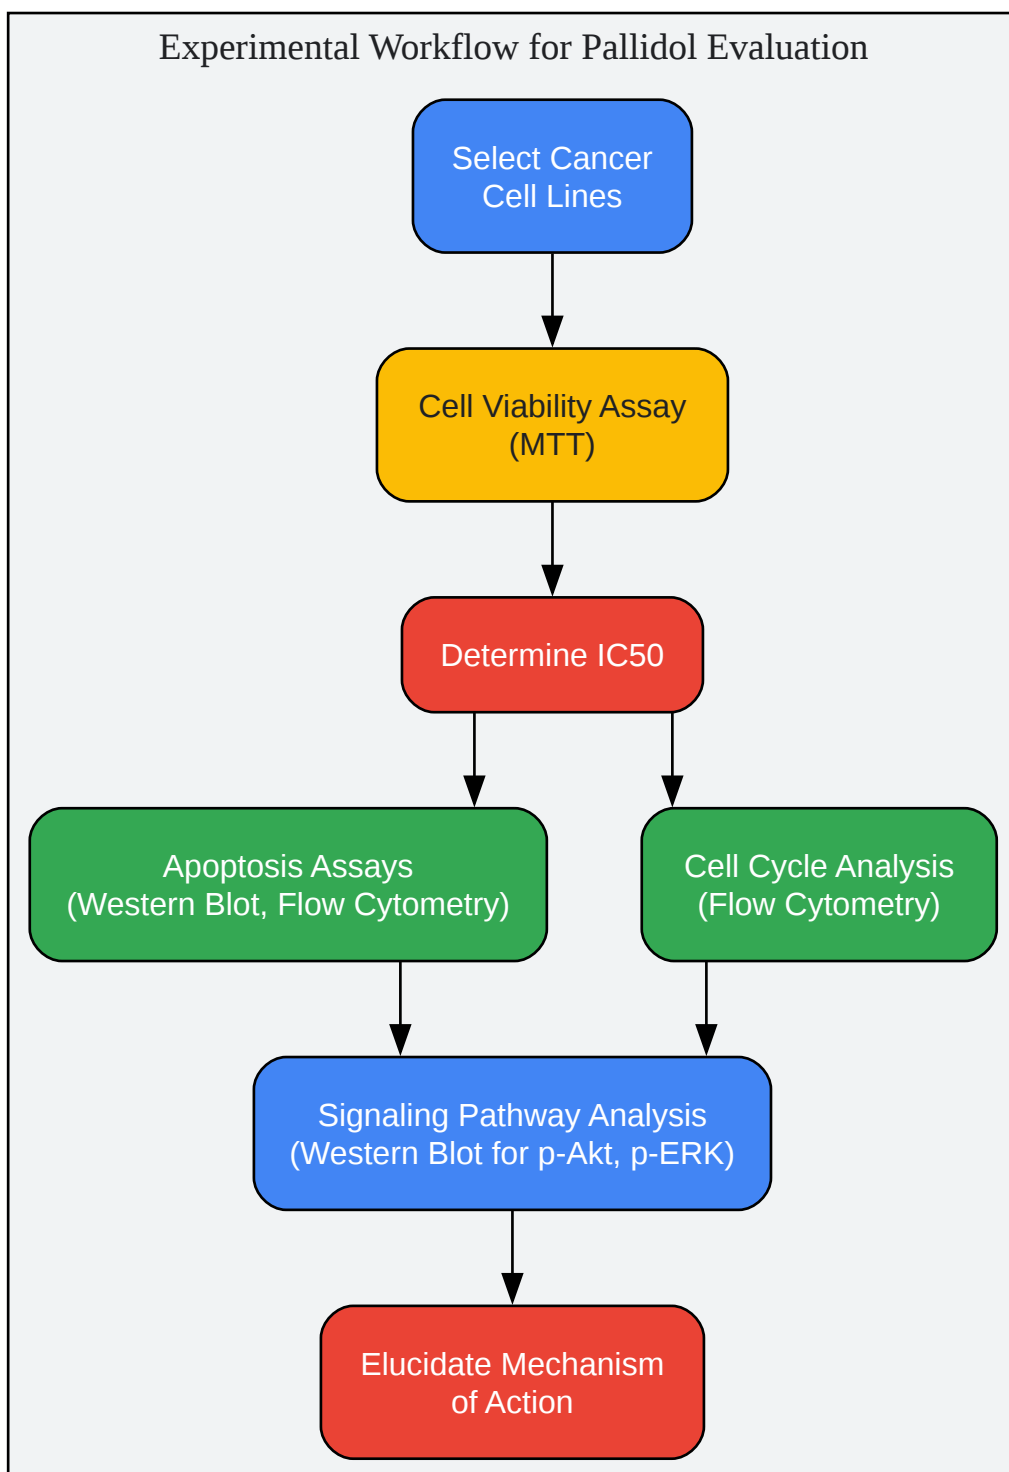 Experimental Workflow for Pallidol Evaluation
Select Cancer
Cell Lines
Cell Viability Assay
(MTT)
Determine IC50
Apoptosis Assays
(Western Blot, Flow Cytometry)
Cell Cycle Analysis
(Flow Cytometry)
Signaling Pathway Analysis
(Western Blot for p-Akt, p-ERK)
Elucidate Mechanism
of Action